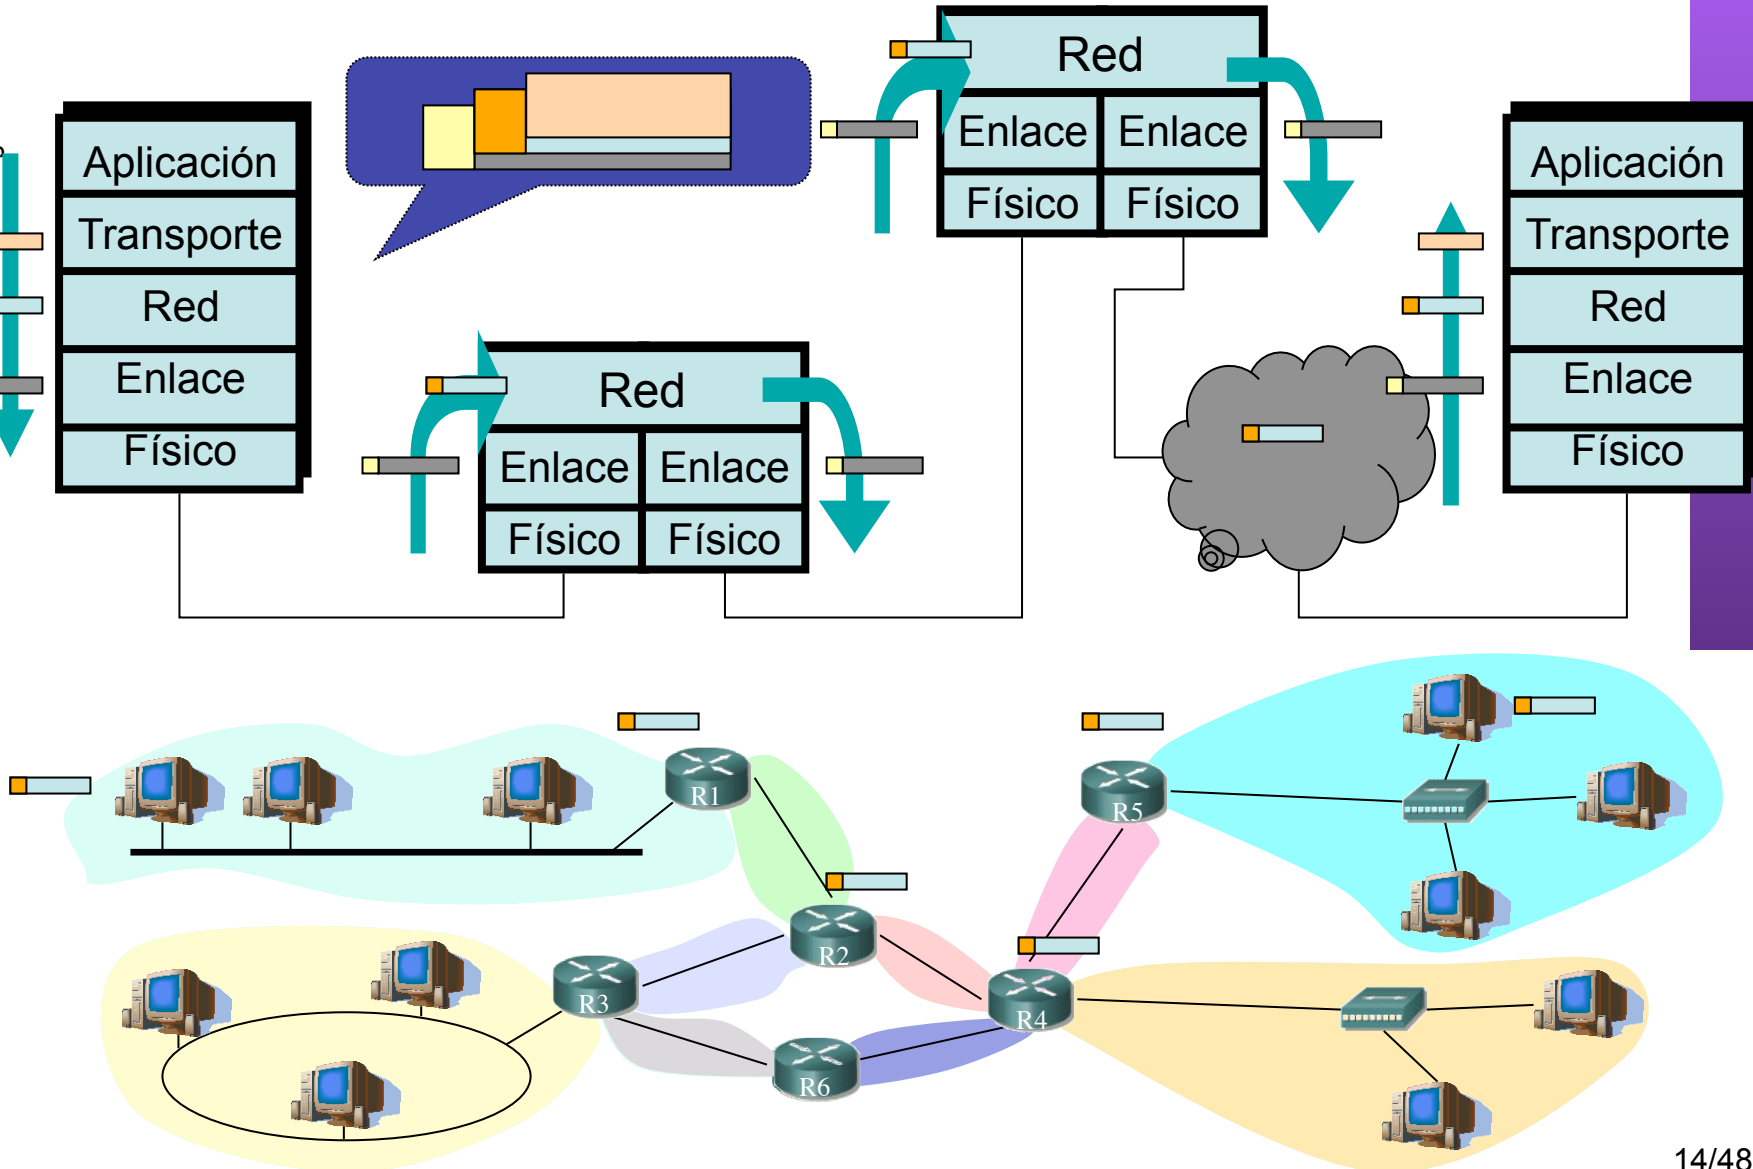 Aplicación
Transporte
Red
Enlace
Físico
Red
Enlace Enlace
Físico Físico
Red
Enlace Enlace
Físico Físico
Aplicación
Transporte
Red
Enlace
Físico
R1
R5
R2
R3
R4
R6
14/48